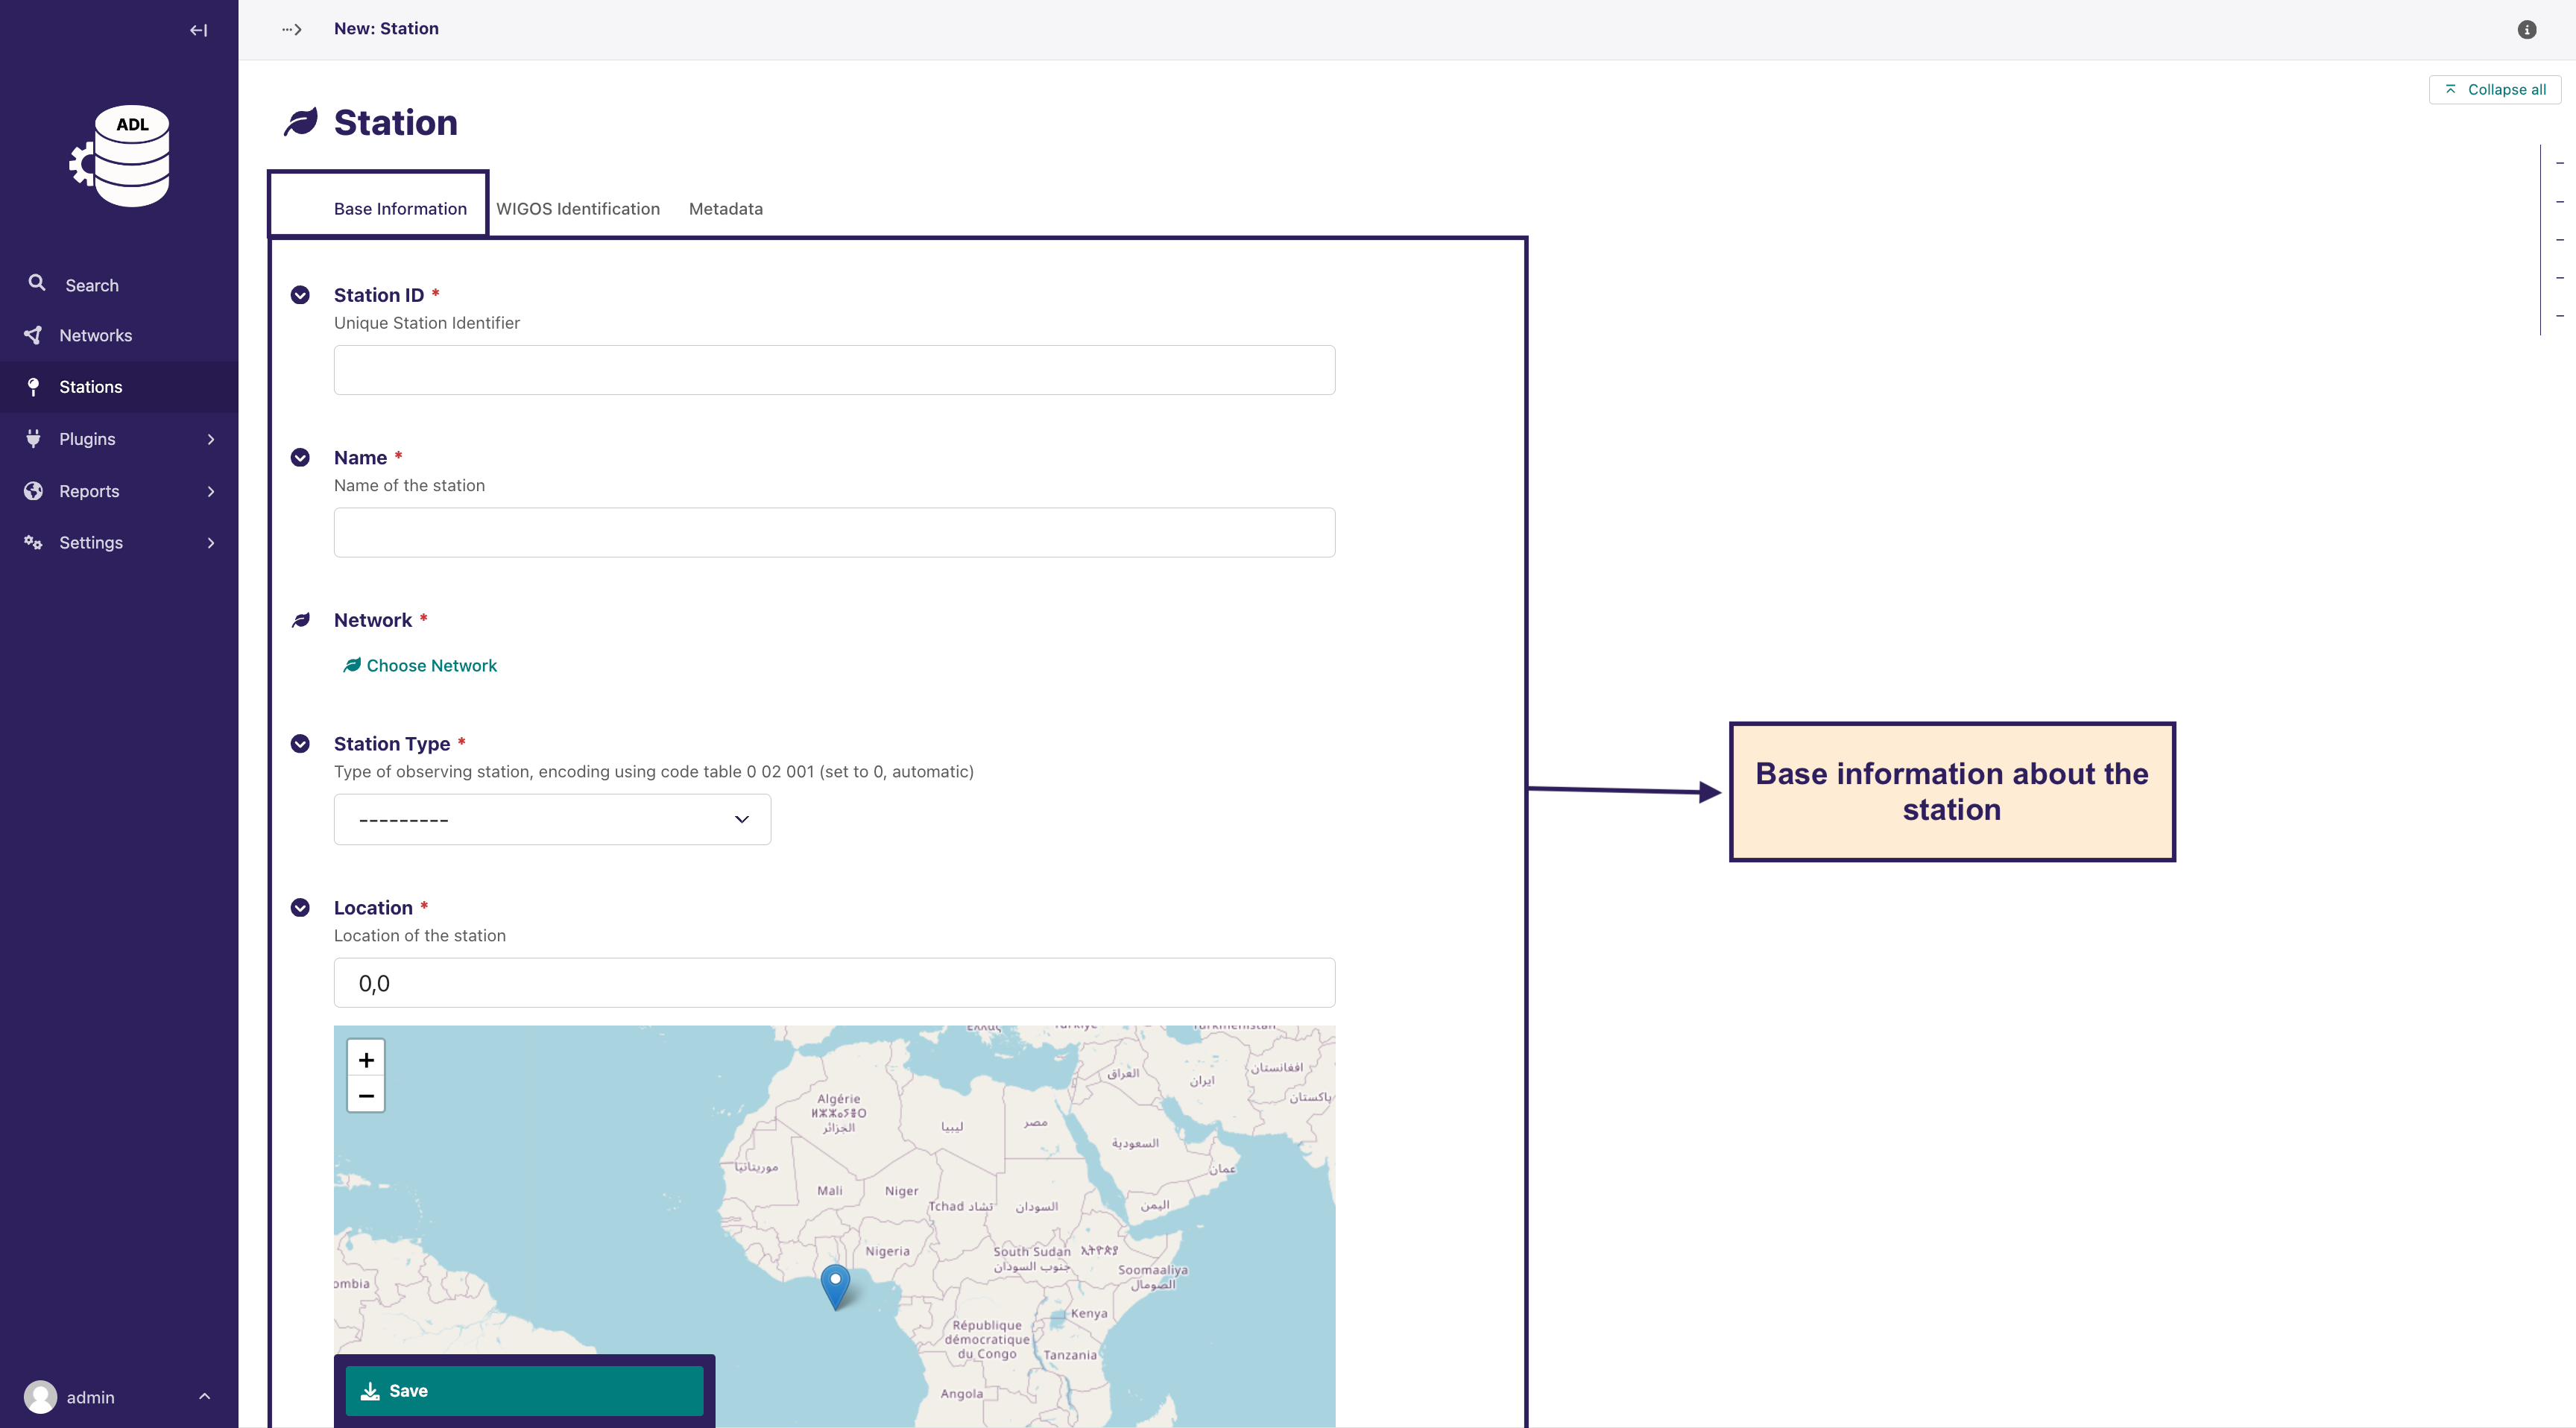 New: Station
Collapse all
ADL
Station
Base Information
WIGOS Identification
Metadata
Search
Networks
Stations
Plugins
Reports
Settings
Station ID *
Unique Station Identifier
Name *
Name of the station
Network *
Choose Network
Station Type *
Type of observing station, encoding using code table 0 02 001 (set to 0, automatic)
---------
Base information about the
station
Location *
Location of the station
0,0
+
−
افغانستان
العراق
ایران
پاکستان
Algérie
ⵍⵣⵣⴰⵢⴻⵔ
الجزائر
ليبيا
مصر
السعودية
عمان
موريتانيا
Mali
Niger
Tchad تشاد
السودان
اليمن
Nigeria
South Sudan
جنوب السودان
ኢትዮጵያ
Soomaaliya
الصومال
ombia
Kenya
République
démocratique
du Congo
Tanzania
Angola
Save
admin